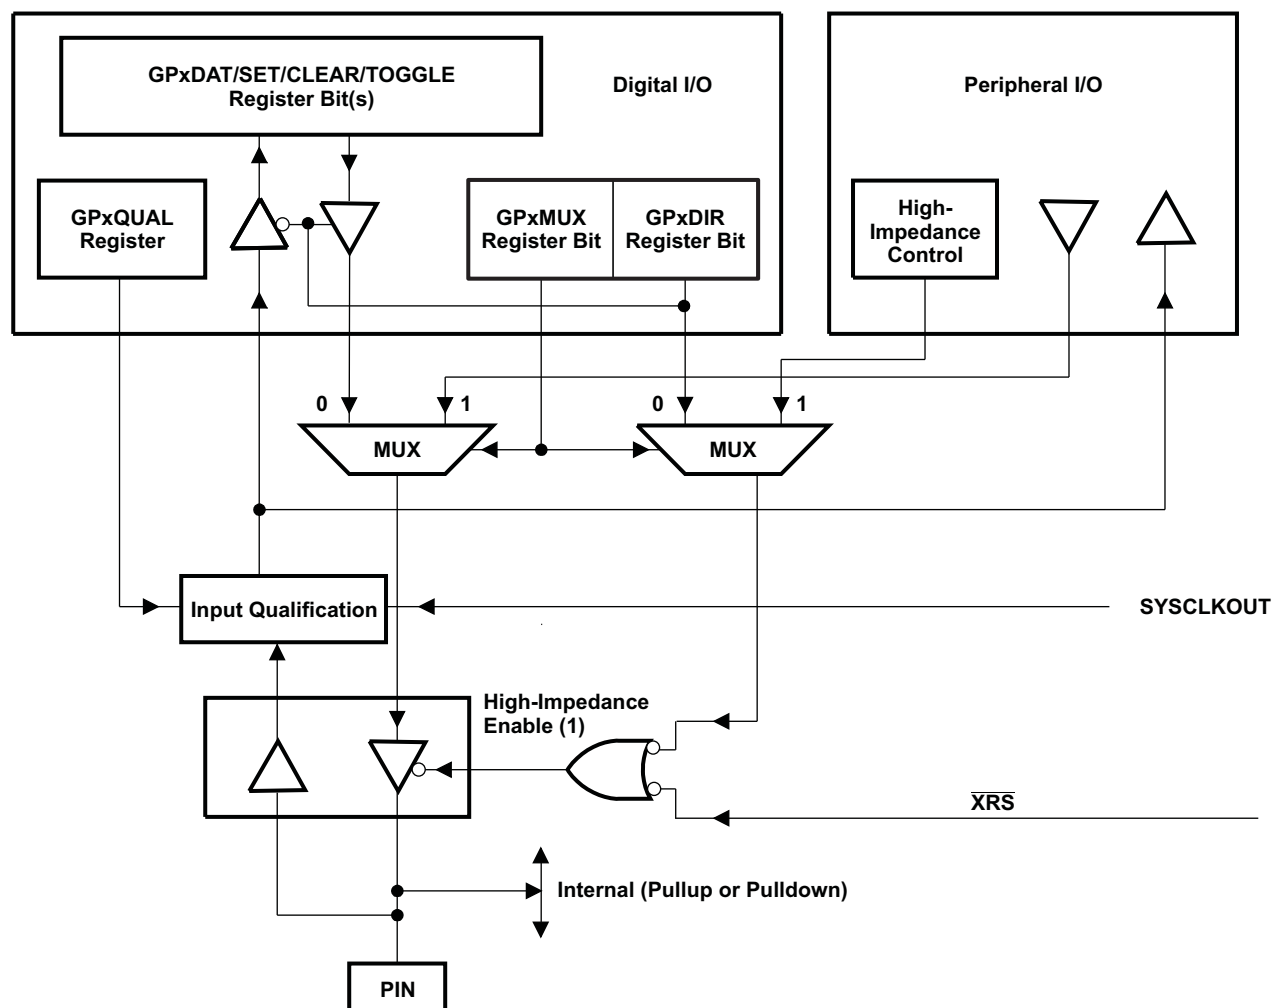 GPxDAT/SET/CLEAR/TOGGLE
Register Bit(s)
Digital I/O
Peripheral I/O
GPxQUAL
Register
GPxMUX
Register Bit
GPxDIR
Register Bit
High-
Impedance
Control
0
1
0
1
MUX
MUX
Input Qualification
SYSCLKOUT
High-Impedance
Enable (1)
XRS
Internal (Pullup or Pulldown)
PIN